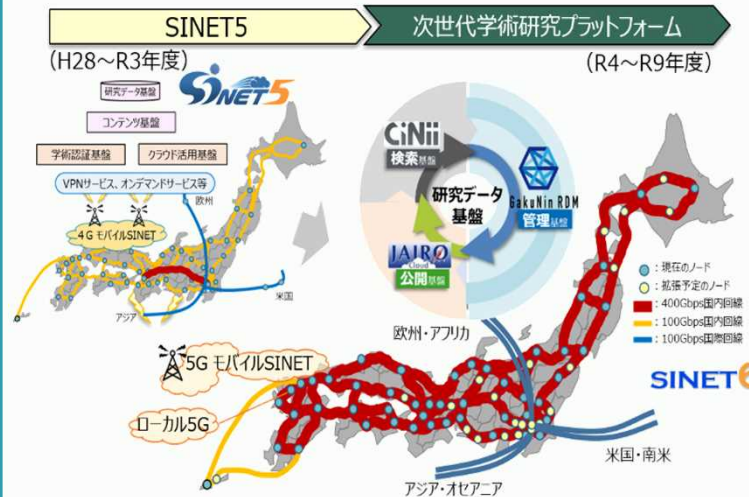 SINET5
次世代学術研究プラットフォーム
(H28～R3年度)
(R4～R9年度)
研究データ基盤
SINET5
コンテンツ基盤
学術認証基盤
クラウド活用基盤
VPNサービス、オンデマンドサービス等
欧州
4G モバイルSINET
アジア
米国
CiNii
検索基盤
研究データ
基盤
GakuNin RDM
管理基盤
JAIRO
Cloud
公開基盤
:現在のノード
:拡張予定のノード
:400Gbps国内回線
:100Gbps国内回線
:100Gbps国際回線
欧州・アフリカ
5G モバイルSINET
SINET6
ローカル5G
米国・南米
アジア・オセアニア